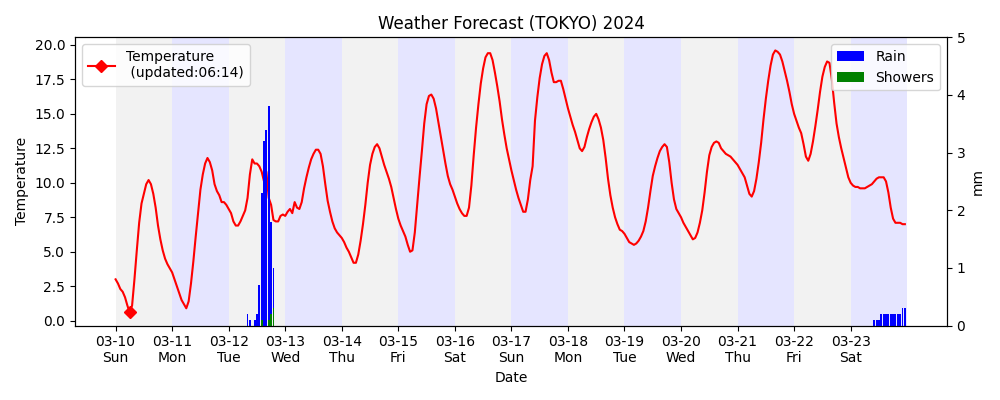 Weather Forecast (TOKYO) 2024
Temperature
(updated:06:14)
Rain
Showers
20.0
17.5
15.0
12.5
10.0
7.5
5.0
2.5
0.0
Temperature
5
4
3
2
1
0
mm
03-10 03-11 03-12 03-13 03-14 03-15 03-16 03-17 03-18 03-19 03-20 03-21 03-22 03-23
Sun Mon Tue Wed Thu Fri Sat Sun Mon Tue Wed Thu Fri Sat
Date